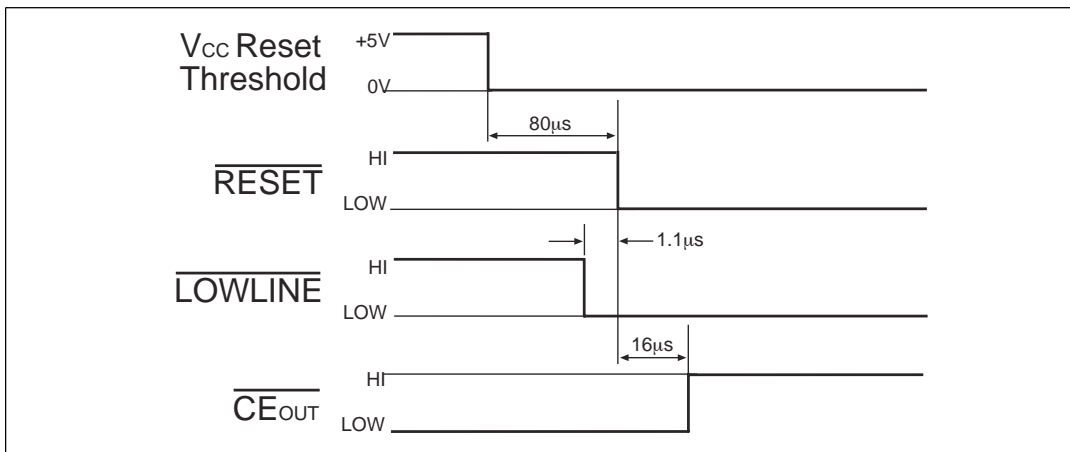 VCC Reset
Threshold
+5V
0V
80μs
RESET
HI
LOW
1.1μs
LOWLINE
HI
LOW
16μs
CEOUT
HI
LOW